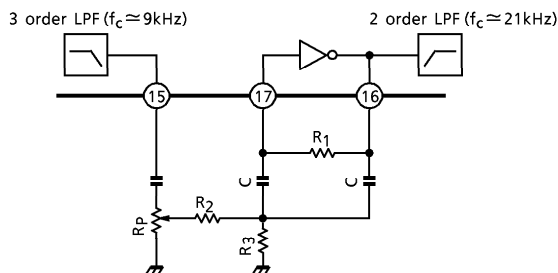 3 order LPF (fc≃9kHz)
2 order LPF (fc≃21kHz)
15
17
16
R1
C
C
R2
RP
R3